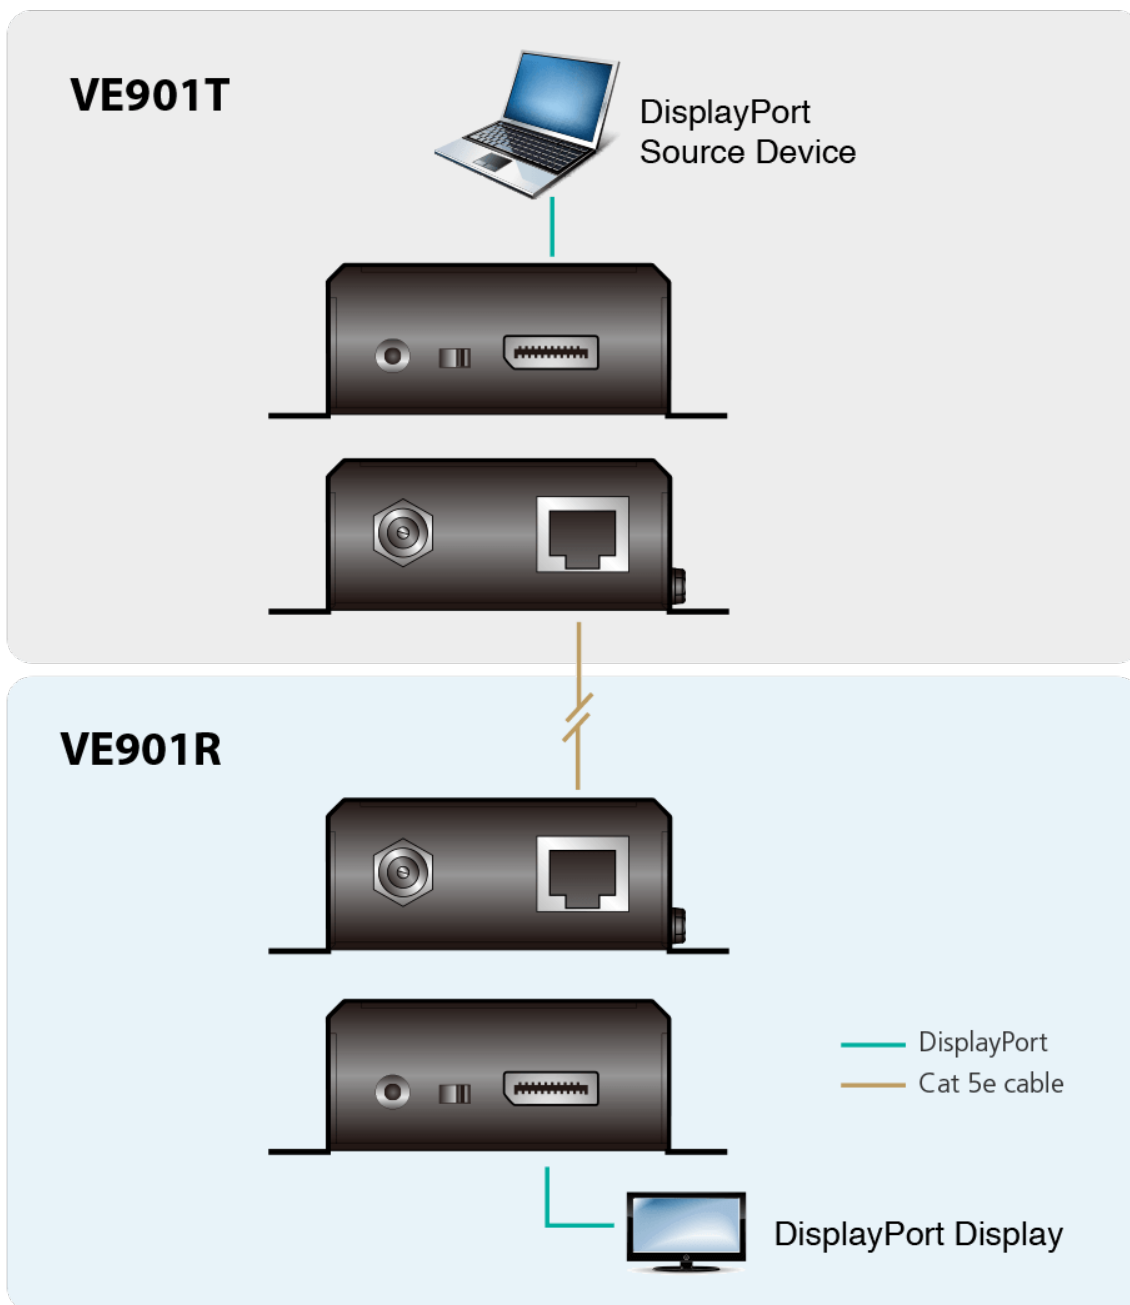 VE901T
DisplayPort
Source Device
VE901R
DisplayPort
Cat 5e cable
DisplayPort Display